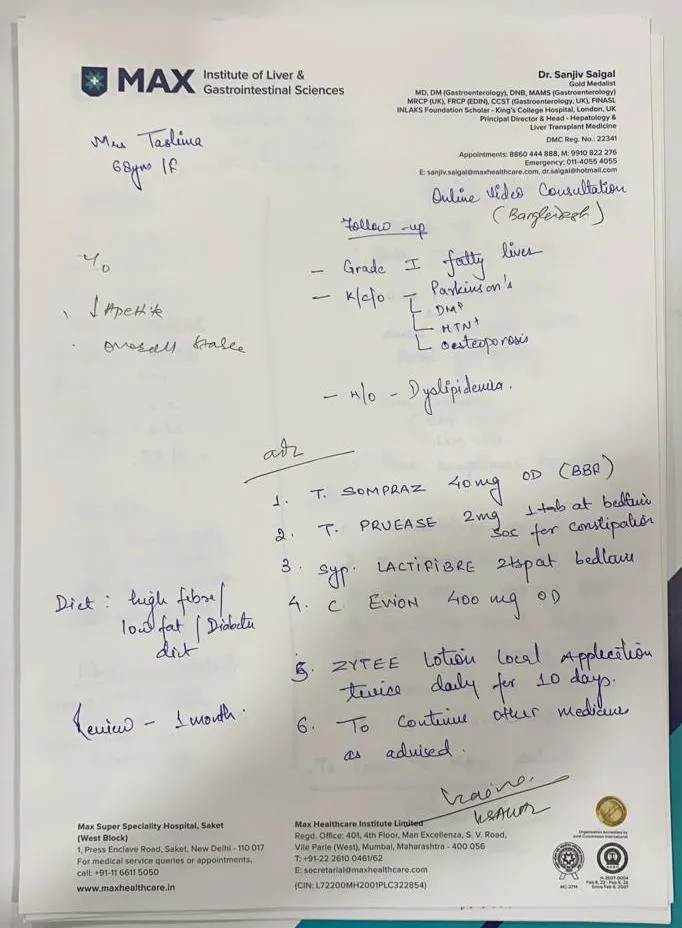 MAX
Institute of Liver &
Gastrointestinal Sciences
Dr. Sanjiv Saigal
Gold Medalist
MD, DM (Gastroenterology), DNB, MAMS (Gastroenterology)
MRCP (UK), FRCP (EDIN), CCST (Gastroenterology, UK), FINASL
INLAKS Foundation Scholar - King's College Hospital, London, UK
Principal Director & Head - Hepatology &
Liver Transplant Medicine
DMC Reg. No.: 22341
Appointments: 8860 444 888, M: 9910 822 276
Emergency: 011-4055 4055
E: sanjiv.saigal@maxhealthcare.com, dr.saigal@hotmail.com
Mrs Taslima
68yrs /F
Online Video Consultation
(Bangladesh)
Follow-up
- Grade I fatty liver
- K/c/o - Parkinson's
DM+
HTN+
Oesteoporosis
↓ Apetite
overall stable
- H/o - Dyslipidemia.
adv
1. T. SOMPRAZ 40mg OD (BBF)
2. T. PRUEASE 2mg 1 tab at bedtime
SOS for constipation
3. Syp. LACTIFIBRE 2tsp at bedtime
4. C. EVION 400 mg OD
Diet: high fibre/
low fat / Diabetic
diet
5. ZYTEE Lotion Local Application
twice daily for 10 days.
Review - 1 month.
6. To Continue other medicines
as advised.
Max Super Speciality Hospital, Saket
(West Block)
1, Press Enclave Road, Saket, New Delhi - 110 017
For medical service queries or appointments,
call: +91-11 6611 5050
www.maxhealthcare.in
Max Healthcare Institute Limited
Regd. Office: 401, 4th Floor, Man Excellenza, S. V. Road,
Vile Parle (West), Mumbai, Maharashtra - 400 056
T: +91-22 2610 0461/62
E: secretarial@maxhealthcare.com
(CIN: L72200MH2001PLC322854)
Organization Accredited by
Joint Commission International